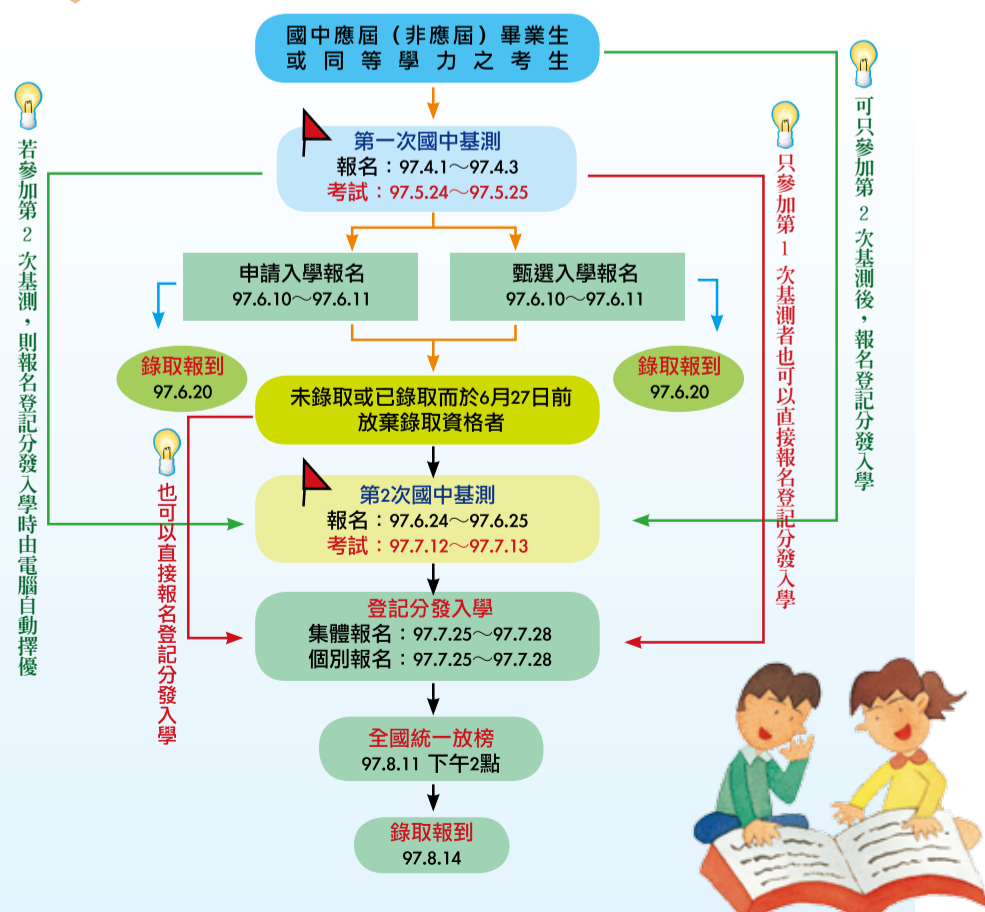 國中應屆（非應屆）畢業生
或同等學力之考生
第一次國中基測
報名：97.4.1～97.4.3
考試：97.5.24～97.5.25
申請入學報名
97.6.10～97.6.11
甄選入學報名
97.6.10～97.6.11
錄取報到
97.6.20
錄取報到
97.6.20
未錄取或已錄取而於6月27日前
放棄錄取資格者
第2次國中基測
報名：97.6.24～97.6.25
考試：97.7.12～97.7.13
登記分發入學
集體報名：97.7.25～97.7.28
個別報名：97.7.25～97.7.28
全國統一放榜
97.8.11 下午2點
錄取報到
97.8.14
若參加第2次基測，則報名登記分發入學時由電腦自動擇優
也可以直接報名登記分發入學
只參加第1次基測者也可以直接報名登記分發入學
可只參加第2次基測後，報名登記分發入學